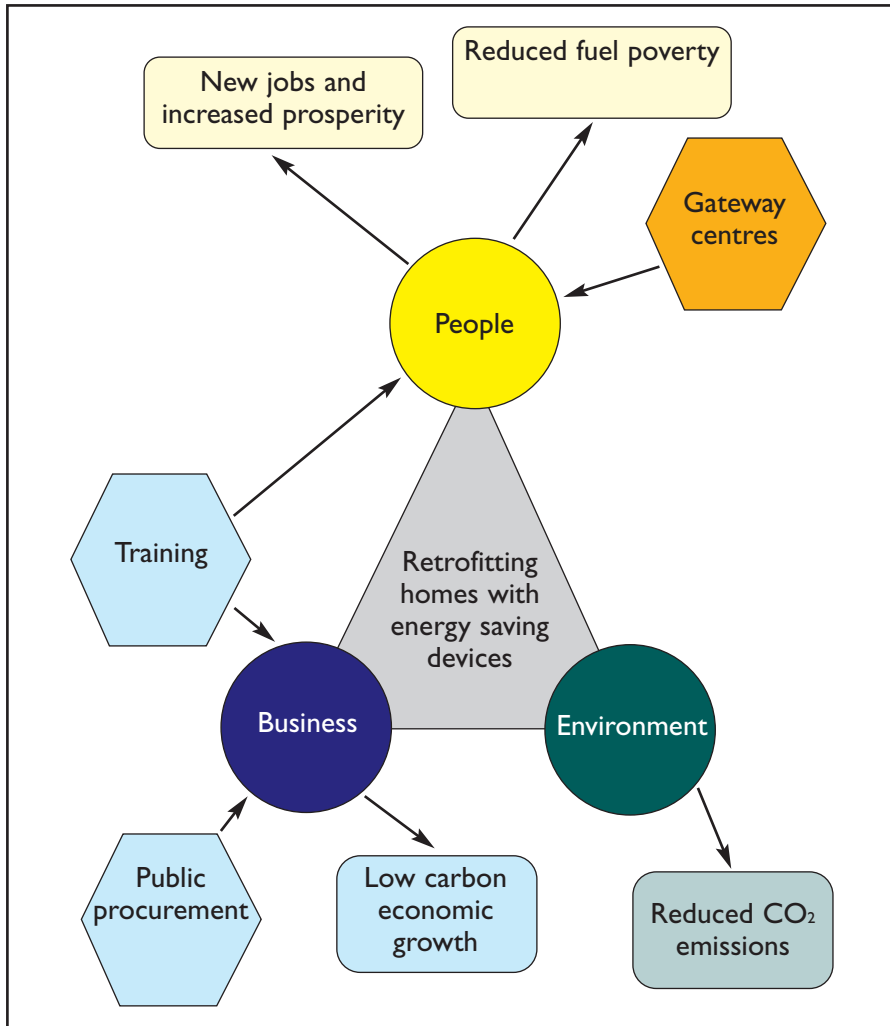 New jobs and
increased prosperity
Reduced fuel poverty
Gateway
centres
People
Training
Retrofitting
homes with
energy saving
devices
Business
Environment
Public
procurement
Low carbon
economic
growth
Reduced CO₂
emissions